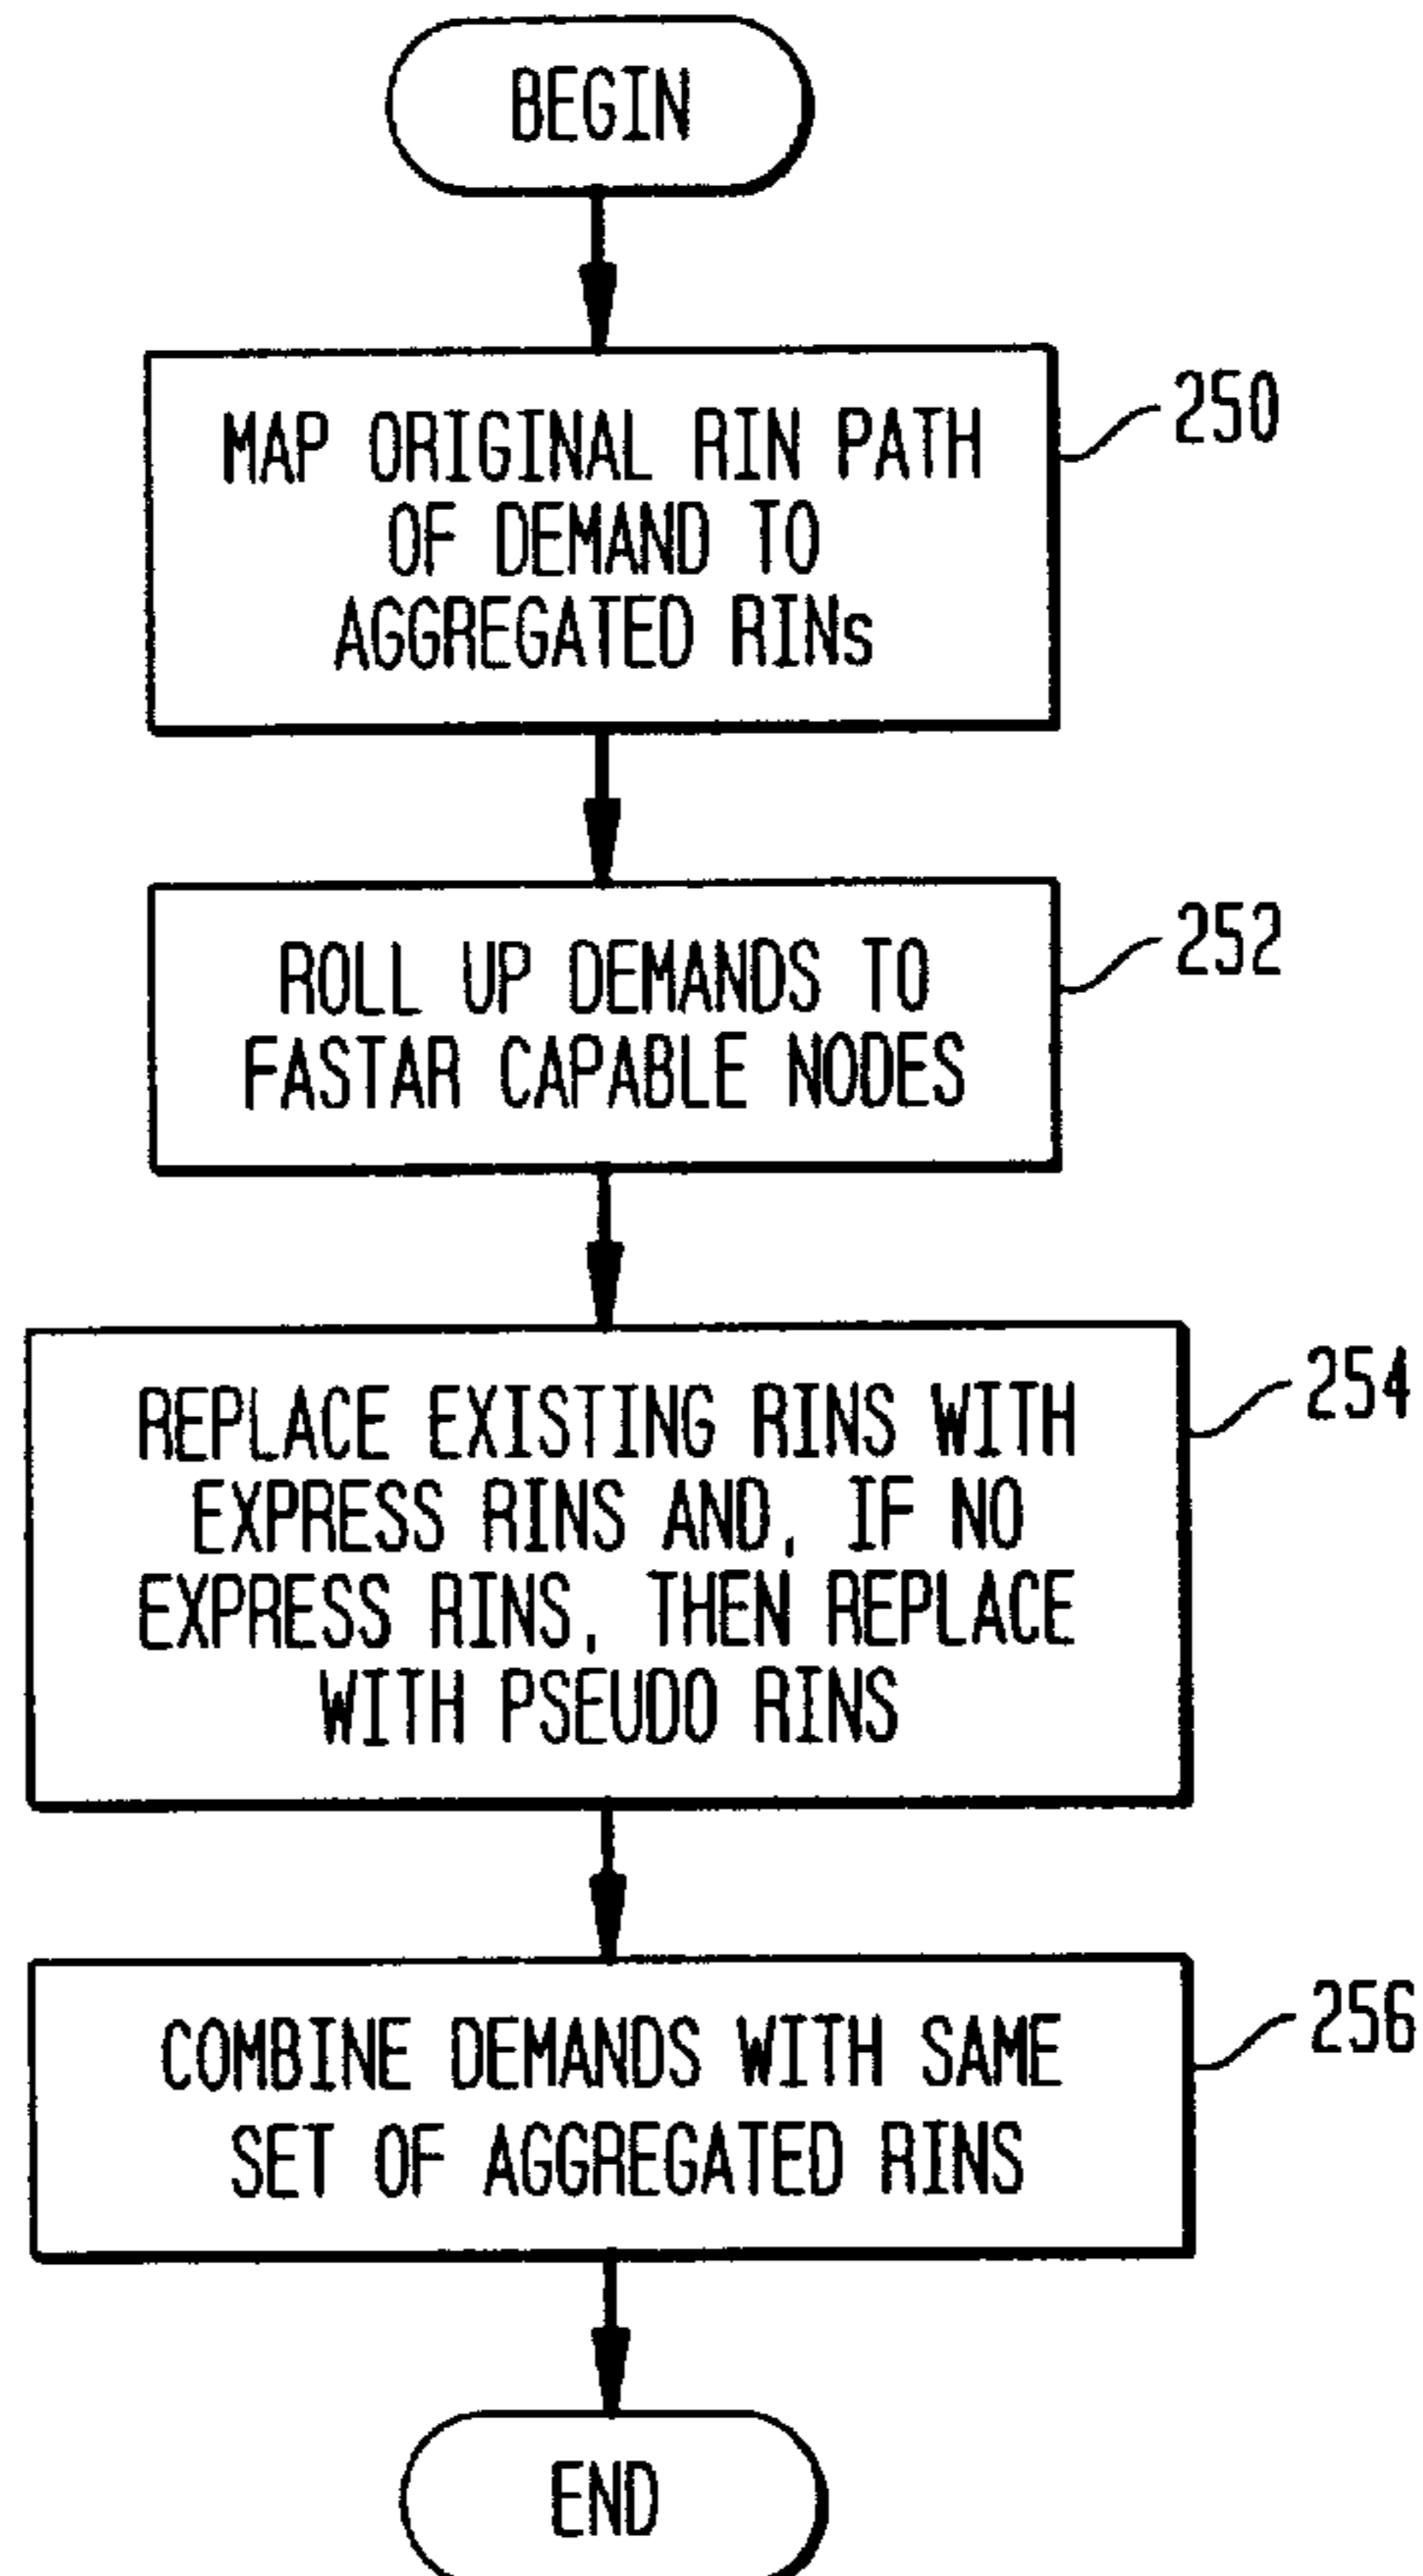 BEGIN
MAP ORIGINAL RIN PATH
OF DEMAND TO
AGGREGATED RINs
250
ROLL UP DEMANDS TO
FASTAR CAPABLE NODES
252
REPLACE EXISTING RINS WITH
EXPRESS RINS AND, IF NO
EXPRESS RINS, THEN REPLACE
WITH PSEUDO RINS
254
COMBINE DEMANDS WITH SAME
SET OF AGGREGATED RINS
256
END